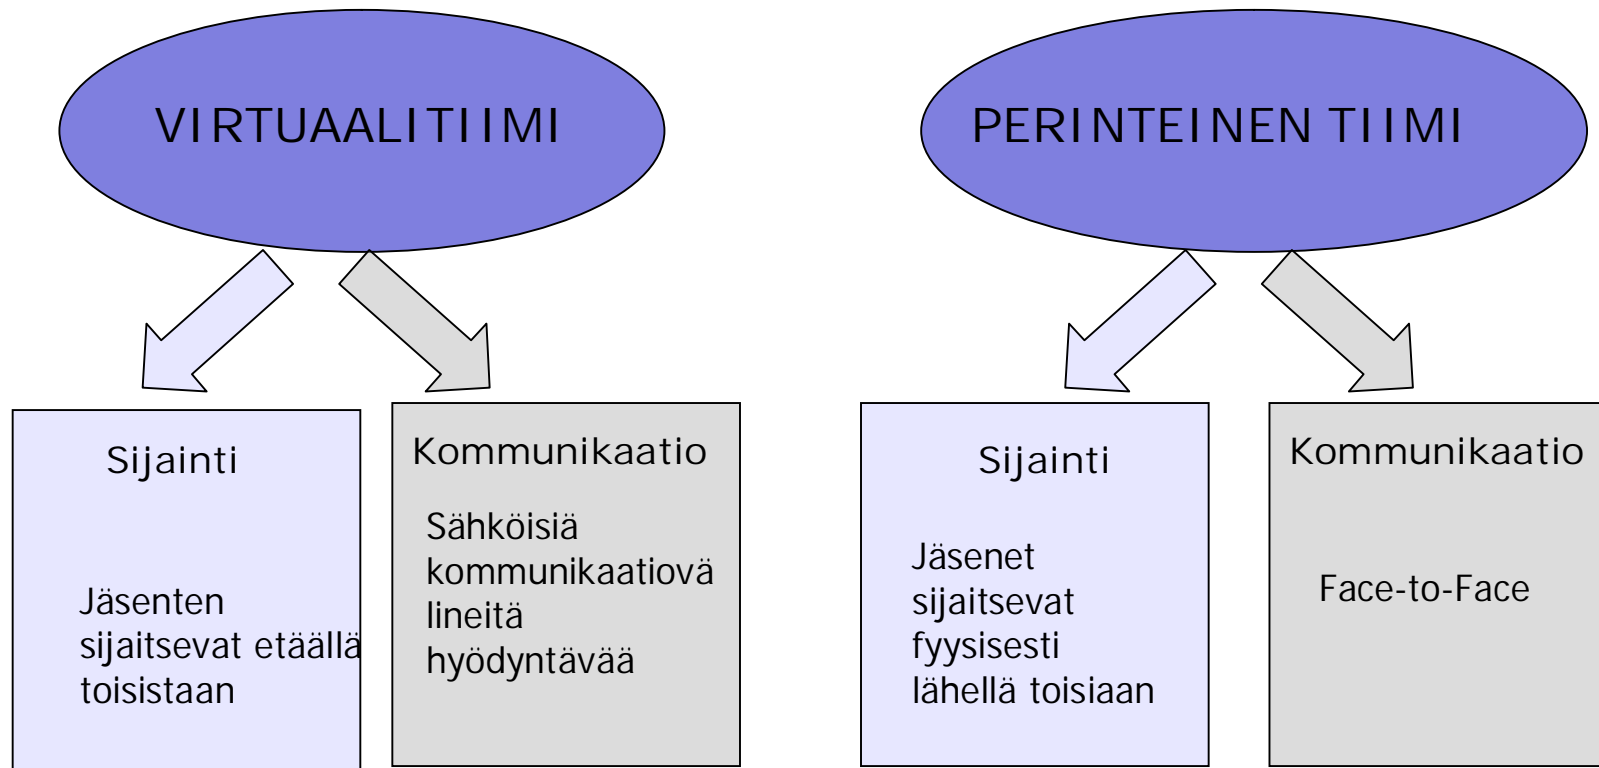 VIRTUAALITIIMI
Sijainti
Jäsenten
sijaitsevat etäällä
toisistaan
Kommunikaatio
Sähköisiä
kommunikaatiovä
lineitä
hyödyntävää
PERINTEINEN TIIMI
Sijainti
Jäsenet
sijaitsevat
fyysisesti
lähellä toisiaan
Kommunikaatio
Face-to-Face